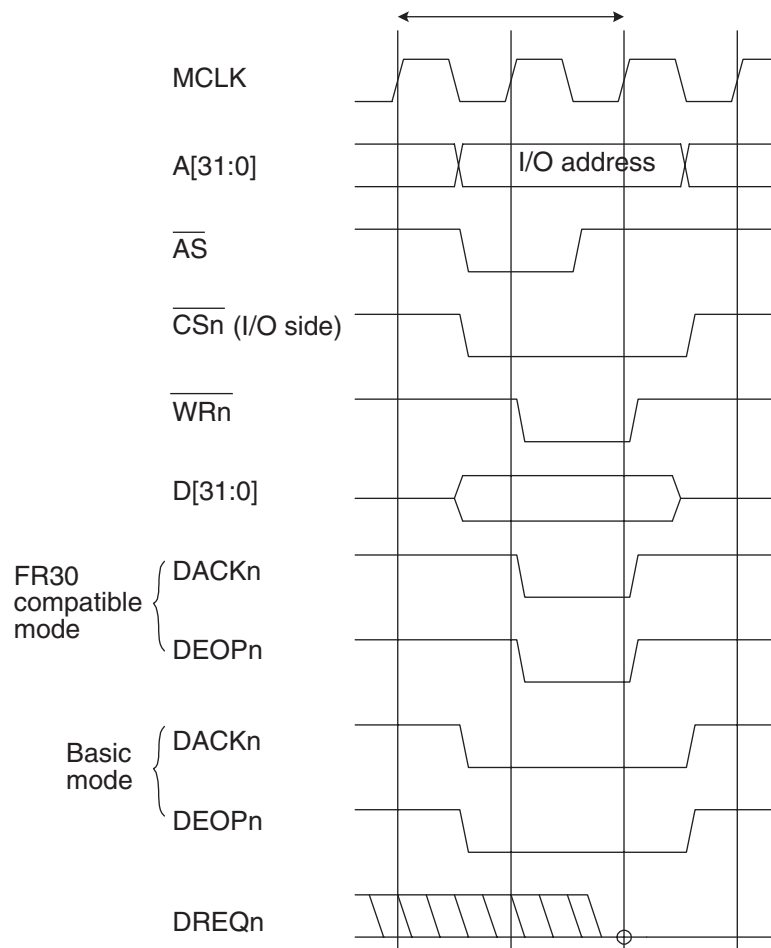 MCLK
A[31:0]
I/O address
AS
CSn (I/O side)
WRn
D[31:0]
FR30
compatible
mode
DACKn
DEOPn
Basic
mode
DACKn
DEOPn
DREQn